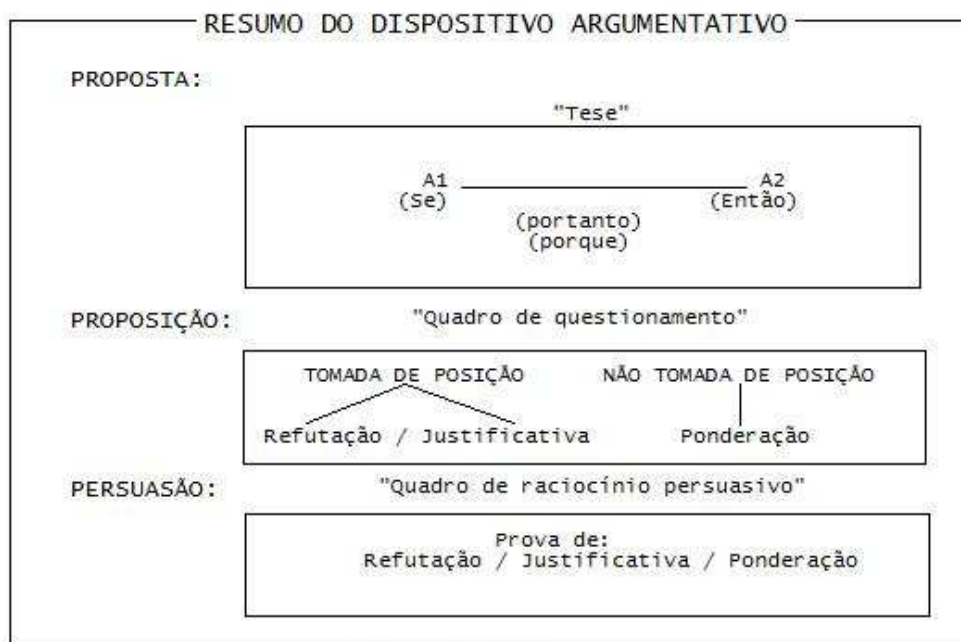 RESUMO DO DISPOSITIVO ARGUMENTATIVO
PROPOSTA:
"Tese"
A1 A2
(Se) (Então)
(portanto)
(porque)
PROPOSIÇÃO: "Quadro de questionamento"
TOMADA DE POSIÇÃO NÃO TOMADA DE POSIÇÃO
Refutação / Justificativa Ponderação
PERSUASÃO: "Quadro de raciocínio persuasivo"
Prova de:
Refutação / Justificativa / Ponderação